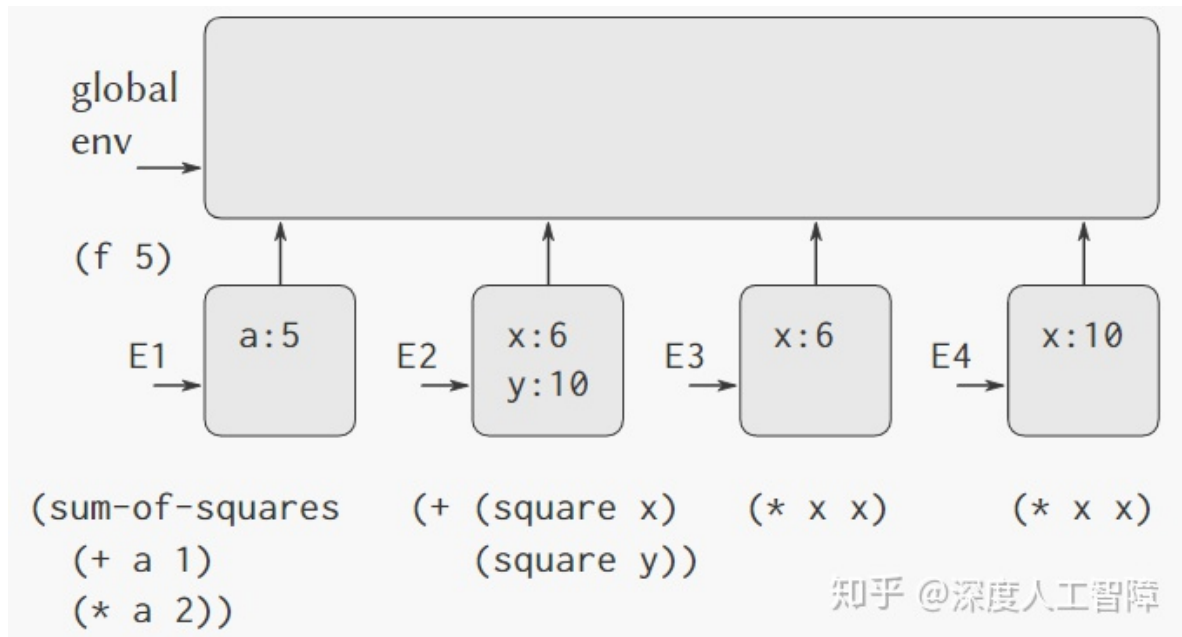 global
env
(f 5)
E1
a:5
E2
x:6
y:10
E3
x:6
E4
x:10
(sum-of-squares
(+ a 1)
(* a 2))
(+ (square x)
(square y))
(* x x)
(* x x)
知乎 @深度人工智障